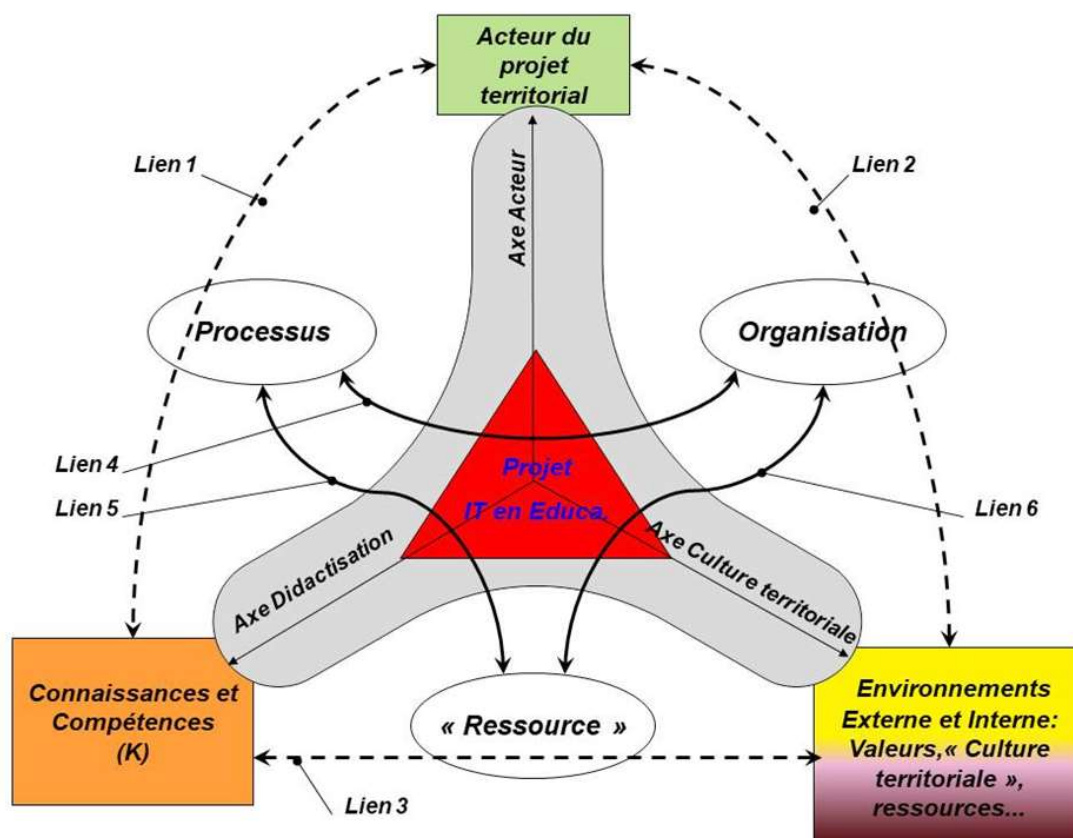 Acteur du
projet
territorial
Lien 1
Lien 2
Axe Acteur
Processus
Organisation
Lien 4
Projet
IT en Educa.
Lien 5
Lien 6
Axe Didactisation
Axe Culture territoriale
Connaissances et
Compétences
(K)
« Ressource »
Environnements
Externe et Interne:
Valeurs,« Culture
territoriale »,
ressources...
Lien 3